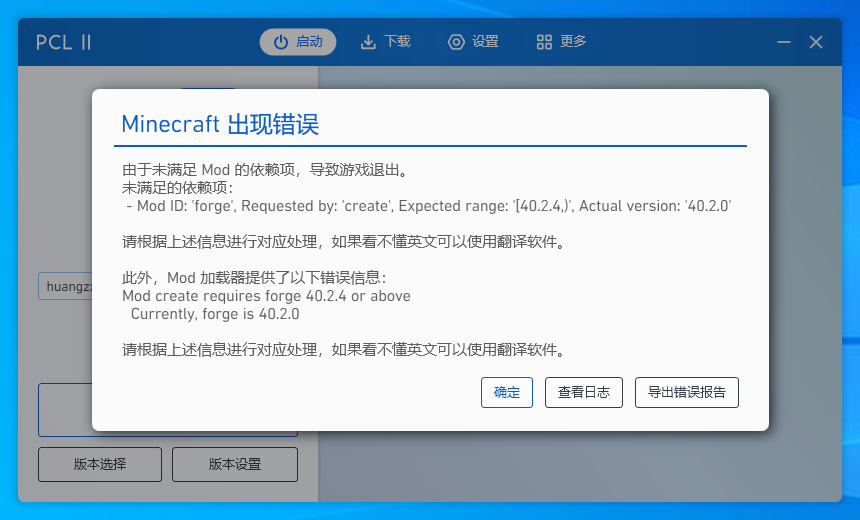 PCL II
启动
下载
设置
更多
Minecraft 出现错误
由于未满足 Mod 的依赖项，导致游戏退出。
未满足的依赖项：
- Mod ID: 'forge', Requested by: 'create', Expected range: '[40.2.4,)', Actual version: '40.2.0'
请根据上述信息进行对应处理，如果看不懂英文可以使用翻译软件。
此外，Mod 加载器提供了以下错误信息：
Mod create requires forge 40.2.4 or above
Currently, forge is 40.2.0
请根据上述信息进行对应处理，如果看不懂英文可以使用翻译软件。
确定
查看日志
导出错误报告
版本选择
版本设置